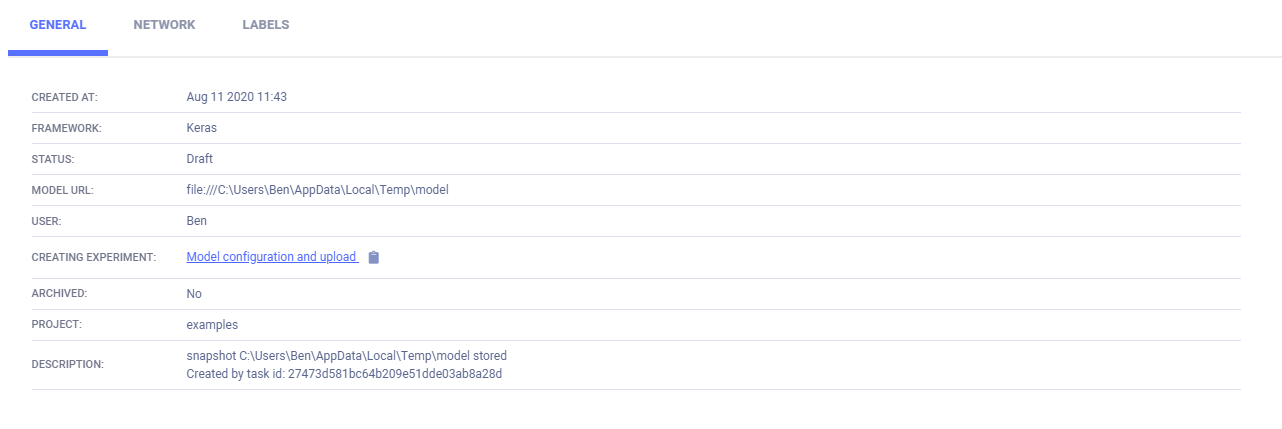 GENERAL NETWORK LABELS
CREATED AT: Aug 11 2020 11:43
FRAMEWORK: Keras
STATUS: Draft
MODEL URL: file:///C:\Users\Ben\AppData\Local\Temp\model
USER: Ben
CREATING EXPERIMENT: Model configuration and upload
ARCHIVED: No
PROJECT: examples
DESCRIPTION: snapshot C:\Users\Ben\AppData\Local\Temp\model stored
Created by task id: 27473d581bc64b209e51dde03ab8a28d